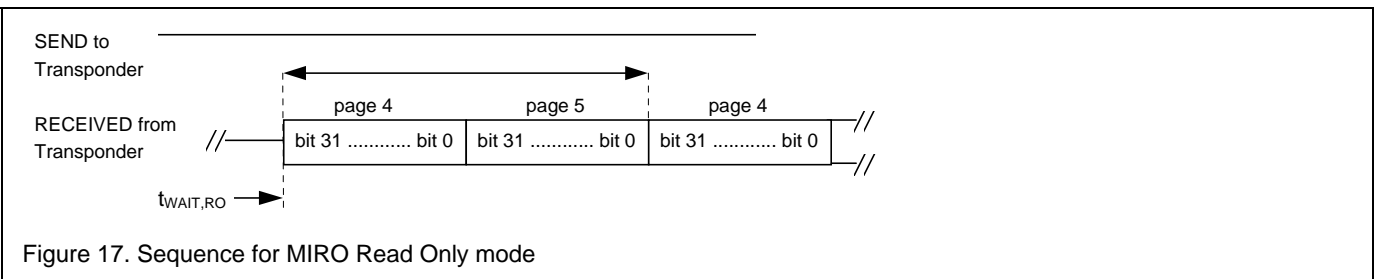 SEND to
Transponder
page 4 page 5 page 4
RECEIVED from
Transponder
// bit 31 ............ bit 0 bit 31 ............ bit 0 bit 31 ............ bit 0 //
//
tWAIT,RO
Figure 17. Sequence for MIRO Read Only mode